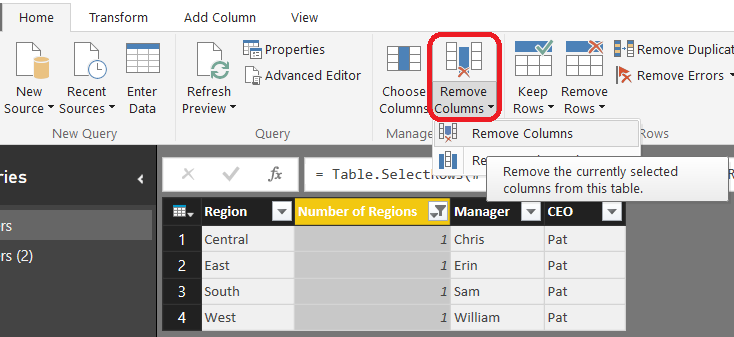 Home Transform Add Column
New Source
Recent Sources
Enter Data
New Query
Refresh Preview
Properties
Advanced Editor
Query
Choose Columns
Remove Columns
Manage
Keep Rows
Remove Rows
Remove Duplicat
Remove Errors
Rows
Remove Columns
Re
Remove the currently selected
columns from this table.
ries
rs
rs (2)
= Table.SelectRows(#
R
Region Number of Regions Manager CEO
1 Central 1 Chris Pat
2 East 1 Erin Pat
3 South 1 Sam Pat
4 West 1 William Pat